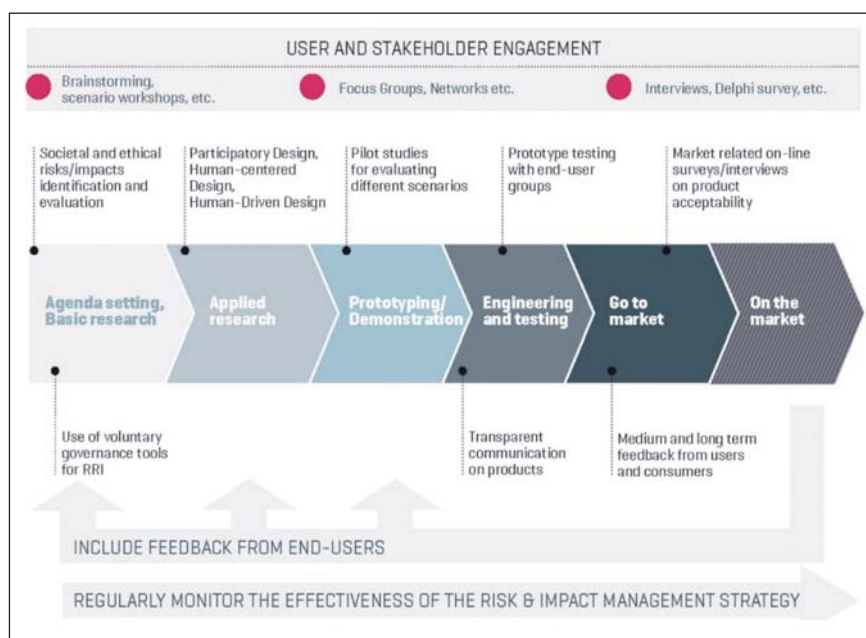 USER AND STAKEHOLDER ENGAGEMENT
Brainstorming,
scenario workshops, etc.
Focus Groups, Networks etc.
Interviews, Delphi survey, etc.
Societal and ethical
risks/impacts
identification and
evaluation
Participatory Design,
Human-centered
Design,
Human-Driven Design
Pilot studies
for evaluating
different scenarios
Prototype testing
with end-user
groups
Market related on-line
surveys/interviews
on product
acceptability
Agenda setting,
Basic research
Applied
research
Prototyping/
Demonstration
Engineering
and testing
Go to
market
On the
market
Use of voluntary
governance tools
for RRI
Transparent
communication
on products
Medium and long term
feedback from users
and consumers
INCLUDE FEEDBACK FROM END-USERS
REGULARLY MONITOR THE EFFECTIVENESS OF THE RISK & IMPACT MANAGEMENT STRATEGY